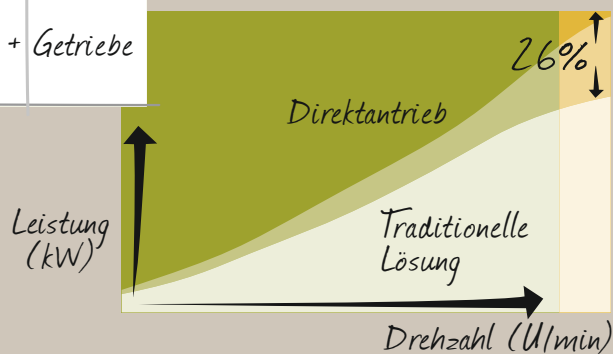 + Getriebe
26%
Direktantrieb
Leistung
(kW)
Traditionelle
Lösung
Drehzahl (U/min)